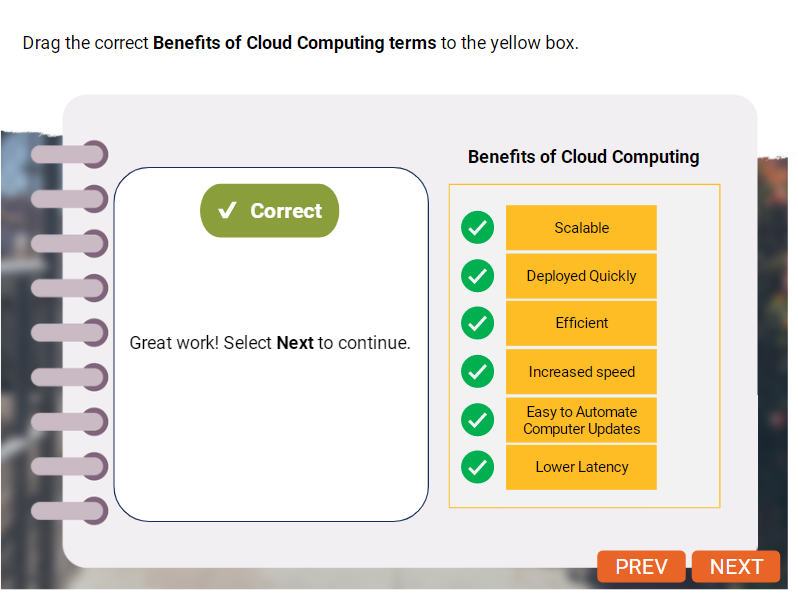 Drag the correct Benefits of Cloud Computing terms to the yellow box.
Correct
Great work! Select Next to continue.
Benefits of Cloud Computing
Scalable
Deployed Quickly
Efficient
Increased speed
Easy to Automate
Computer Updates
Lower Latency
PREV
NEXT